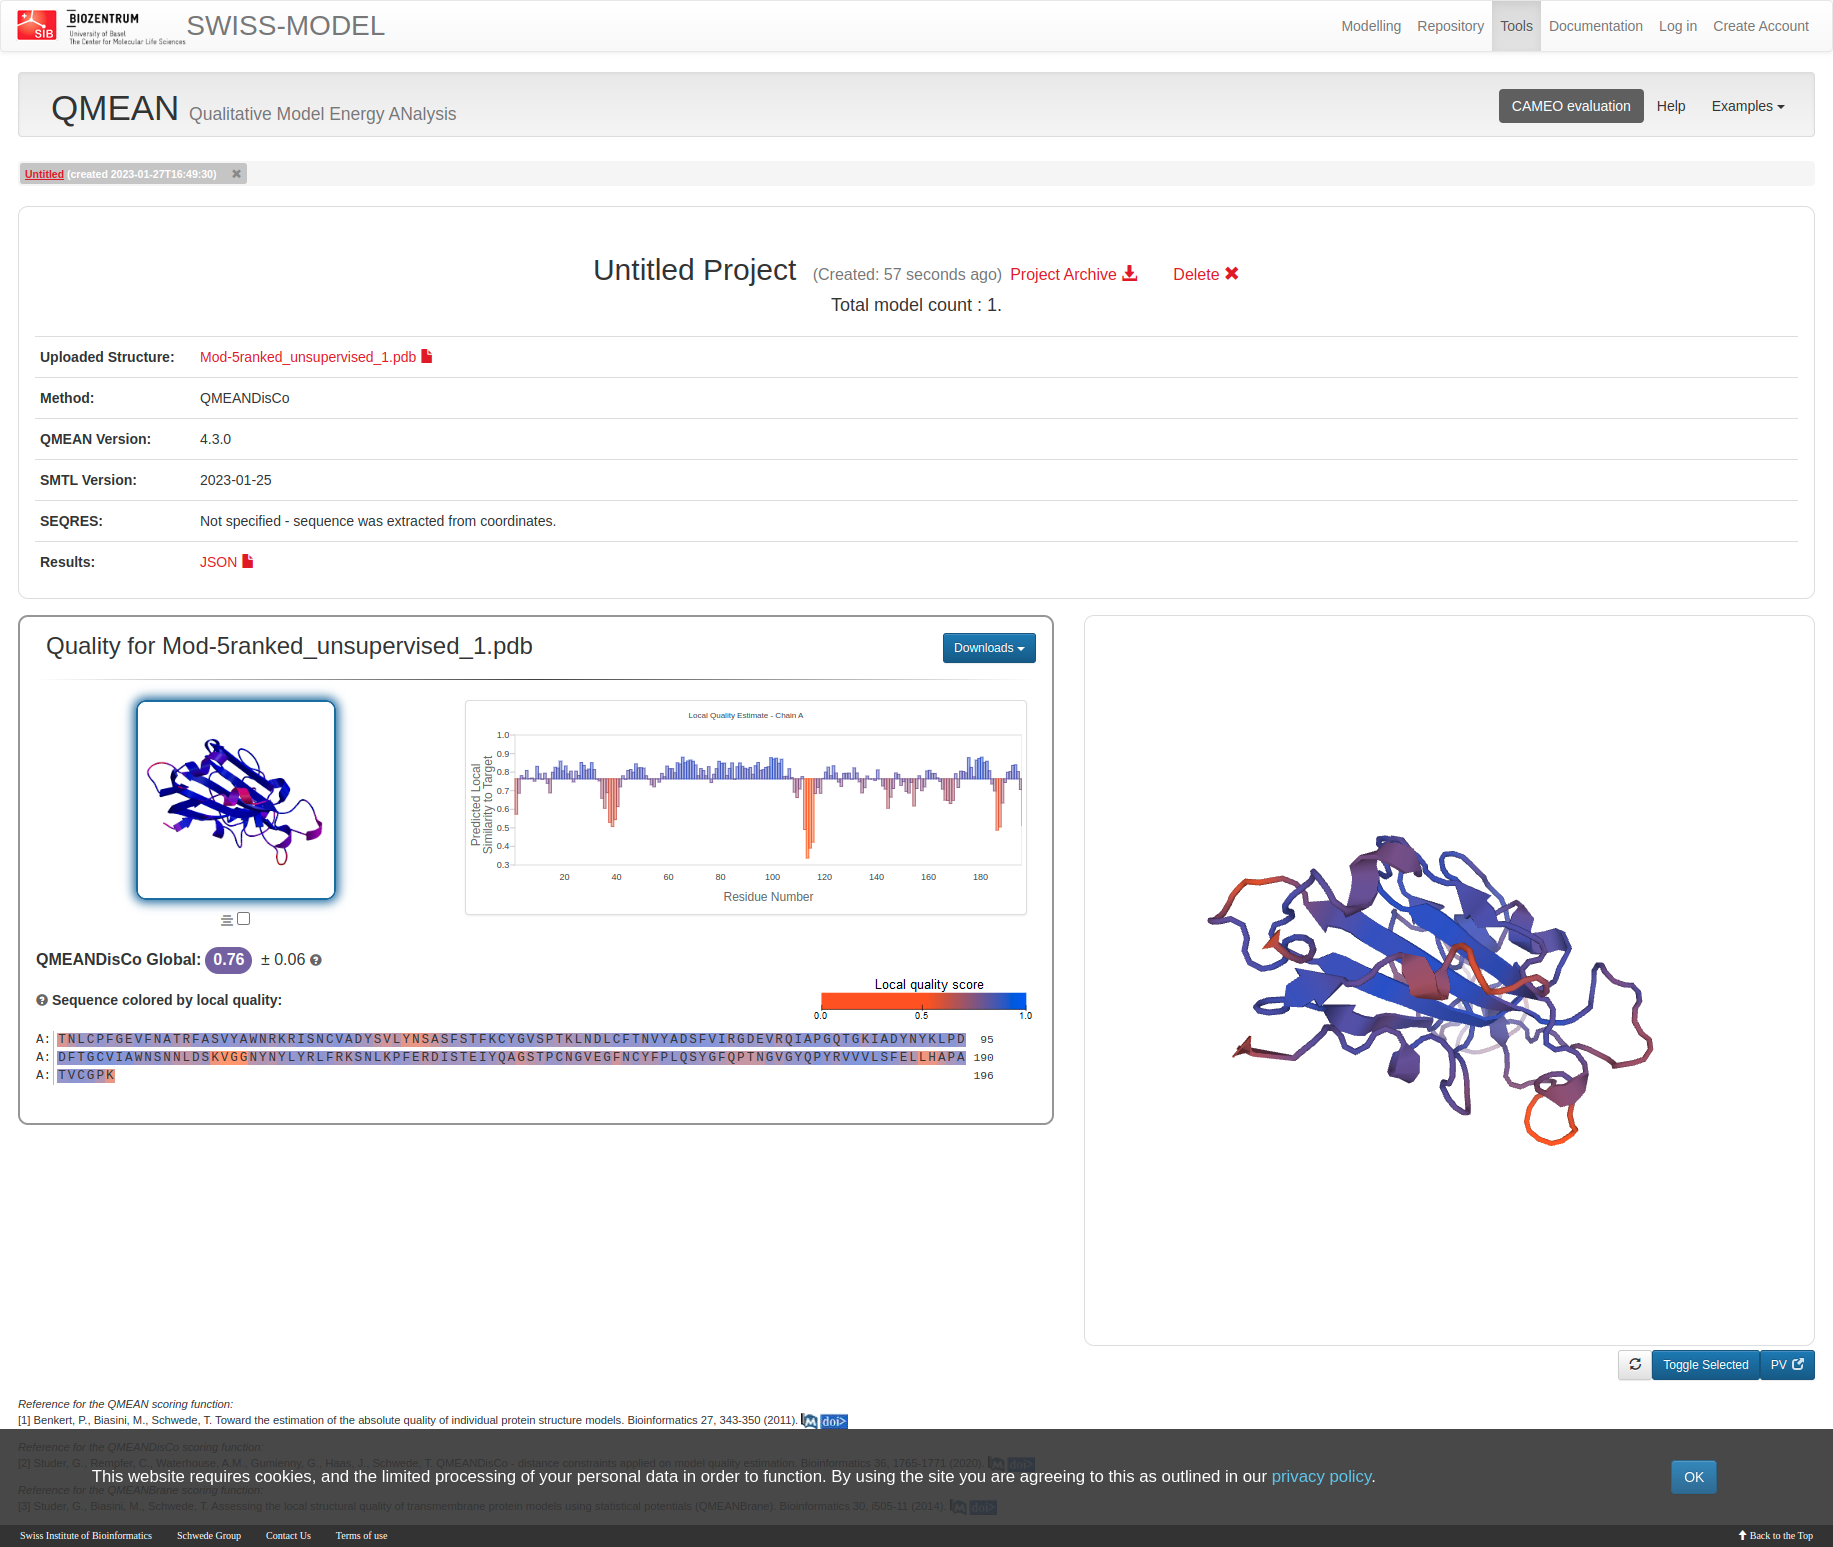 SIB
BIOZENTRUM
University of Basel
The Center for Molecular Life Sciences
SWISS-MODEL
Modelling Repository Tools Documentation Log in Create Account
QMEAN Qualitative Model Energy ANalysis
CAMEO evaluation Help Examples
Untitled (created 2023-01-27T16:49:30)
Untitled Project (Created: 57 seconds ago) Project Archive Delete
Total model count : 1.
Uploaded Structure: Mod-5ranked_unsupervised_1.pdb
Method: QMEANDisCo
QMEAN Version: 4.3.0
SMTL Version: 2023-01-25
SEQRES: Not specified - sequence was extracted from coordinates.
Results: JSON
Quality for Mod-5ranked_unsupervised_1.pdb
Downloads
Local Quality Estimate - Chain A
Predicted Local
Similarity to Target
1.0
0.9
0.8
0.7
0.6
0.5
0.4
0.3
20 40 60 80 100 120 140 160 180
Residue Number
QMEANDisCo Global: 0.76 ± 0.06
Sequence colored by local quality:
Local quality score
0.0 0.5 1.0
A: TNLCPFGEVFNATRFASVYAWNRKRISNCVADYSVLYNSASFSTFKCYGVSPTKLNDLCFTNVYADSFVIRGDEVRQIAPGQTGKIADYNYKLPD 95
A: DFTGCVIAWNSNNLDSKVGGNYNYLYRLFRKSNLKPFERDISTEIYQAGSTPCNGVEGFNCYFPLQSYGFQPTNGVGYQPYRVVVLSFELLHAPA 190
A: TVCGPK 196
Toggle Selected PV
Reference for the QMEAN scoring function:
[1] Benkert, P., Biasini, M., Schwede, T. Toward the estimation of the absolute quality of individual protein structure models. Bioinformatics 27, 343-350 (2011). M doi>
Reference for the QMEANDisCo scoring function:
[2] Studer, G., Rempfer, C., Waterhouse, A.M., Gumienny, G., Haas, J., Schwede, T. QMEANDisCo - distance constraints applied on model quality estimation. Bioinformatics 36, 1765-1771 (2020). M doi>
This website requires cookies, and the limited processing of your personal data in order to function. By using the site you are agreeing to this as outlined in our privacy policy.
OK
Reference for the QMEANBrane scoring function:
[3] Studer, G., Biasini, M., Schwede, T. Assessing the local structural quality of transmembrane protein models using statistical potentials (QMEANBrane). Bioinformatics 30, i505-11 (2014). M doi>
Swiss Institute of Bioinformatics Schwede Group Contact Us Terms of use Back to the Top